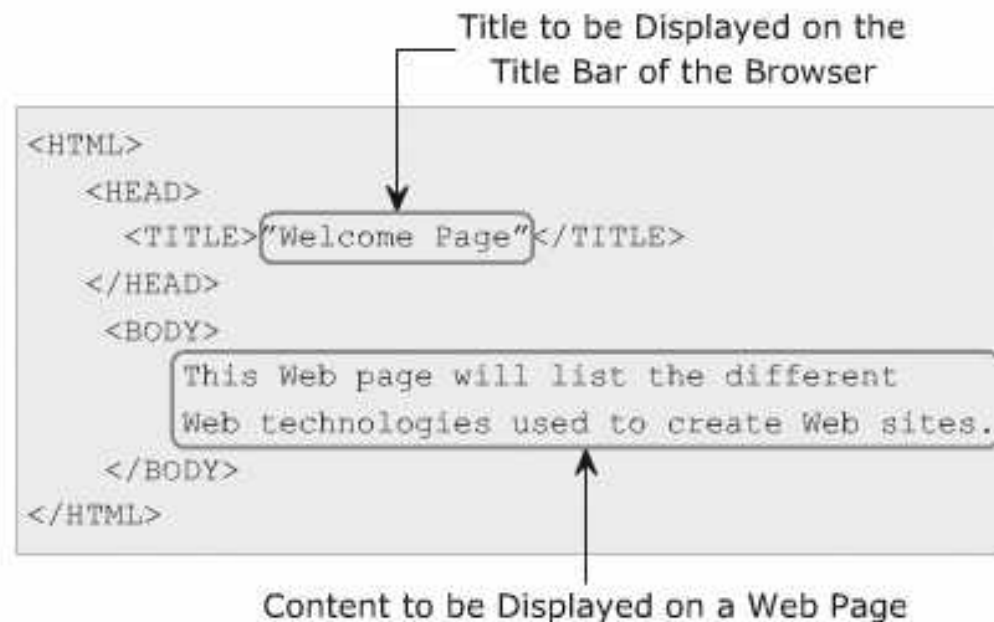 Title to be Displayed on the
Title Bar of the Browser
<HTML>
<HEAD>
<TITLE>"Welcome Page"</TITLE>
</HEAD>
<BODY>
This Web page will list the different
Web technologies used to create Web sites.
</BODY>
</HTML>
Content to be Displayed on a Web Page